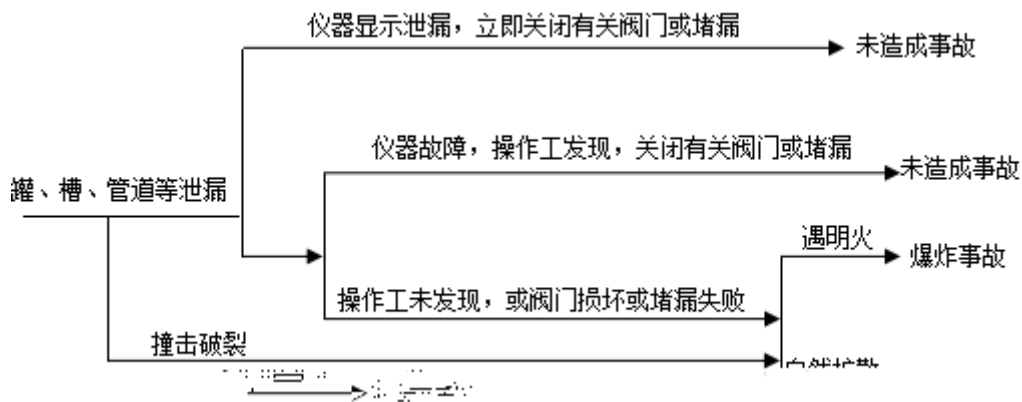 仪器显示泄漏，立即关闭有关阀门或堵漏
未造成事故
仪器故障，操作工发现，关闭有关阀门或堵漏
未造成事故
罐、槽、管道等泄漏
遇明火
爆炸事故
操作工未发现，或阀门损坏或堵漏失败
撞击破裂
自然扩散